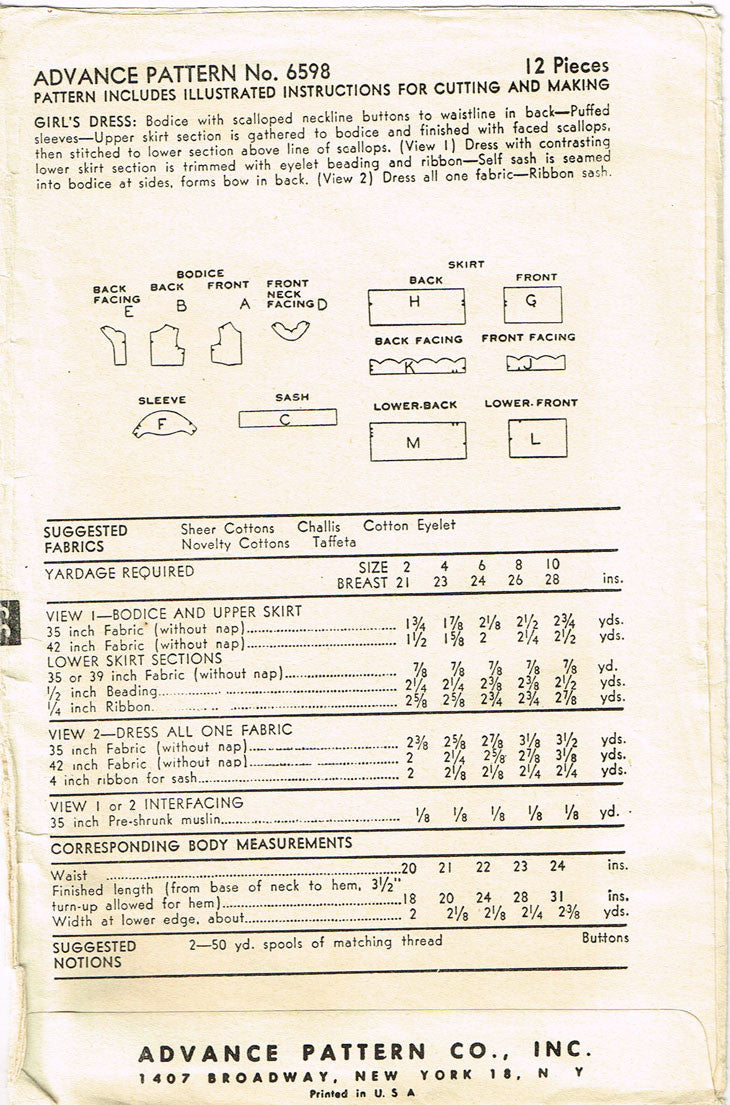 ADVANCE PATTERN No. 6598 12 Pieces
PATTERN INCLUDES ILLUSTRATED INSTRUCTIONS FOR CUTTING AND MAKING
GIRL'S DRESS: Bodice with scalloped neckline buttons to waistline in back—Puffed
sleeves—Upper skirt section is gathered to bodice and finished with faced scallops,
then stitched to lower section above line of scallops. (View 1) Dress with contrasting
lower skirt section is trimmed with eyelet beading and ribbon—Self sash is seamed
into bodice at sides, forms bow in back. (View 2) Dress all one fabric—Ribbon sash.
BODICE
BACK FACING E
BACK B
FRONT A
FRONT NECK FACING D
SKIRT
BACK H
FRONT G
BACK FACING K
FRONT FACING J
SLEEVE F
SASH C
LOWER-BACK M
LOWER-FRONT L
SUGGESTED FABRICS
Sheer Cottons Challis Cotton Eyelet
Novelty Cottons Taffeta
YARDAGE REQUIRED
SIZE 2 4 6 8 10
BREAST 21 23 24 26 28 ins.
VIEW 1—BODICE AND UPPER SKIRT
35 inch Fabric (without nap) 1¾ 1⅞ 2⅛ 2½ 2¾ yds.
42 inch Fabric (without nap) 1½ 1⅝ 2 2¼ 2½ yds.
LOWER SKIRT SECTIONS
35 or 39 inch Fabric (without nap) ⅞ ⅞ ⅞ ⅞ ⅞ yd.
½ inch Beading 2¼ 2¼ 2⅜ 2⅜ 2½ yds.
¼ inch Ribbon 2⅝ 2⅝ 2¾ 2¾ 2⅞ yds.
VIEW 2—DRESS ALL ONE FABRIC
35 inch Fabric (without nap) 2⅜ 2⅝ 2⅞ 3⅛ 3½ yds.
42 inch Fabric (without nap) 2 2¼ 2⅝ 2⅞ 3⅛ yds.
4 inch ribbon for sash 2 2⅛ 2⅛ 2¼ 2¼ yds.
VIEW 1 or 2 INTERFACING
35 inch Pre-shrunk muslin ⅛ ⅛ ⅛ ⅛ ⅛ yd.
CORRESPONDING BODY MEASUREMENTS
Waist 20 21 22 23 24 ins.
Finished length (from base of neck to hem, 3½"
turn-up allowed for hem) 18 20 24 28 31 ins.
Width at lower edge, about 2 2⅛ 2⅛ 2¼ 2⅜ yds.
SUGGESTED NOTIONS 2—50 yd. spools of matching thread Buttons
ADVANCE PATTERN CO., INC.
1407 BROADWAY, NEW YORK 18, N Y
Printed in U. S A